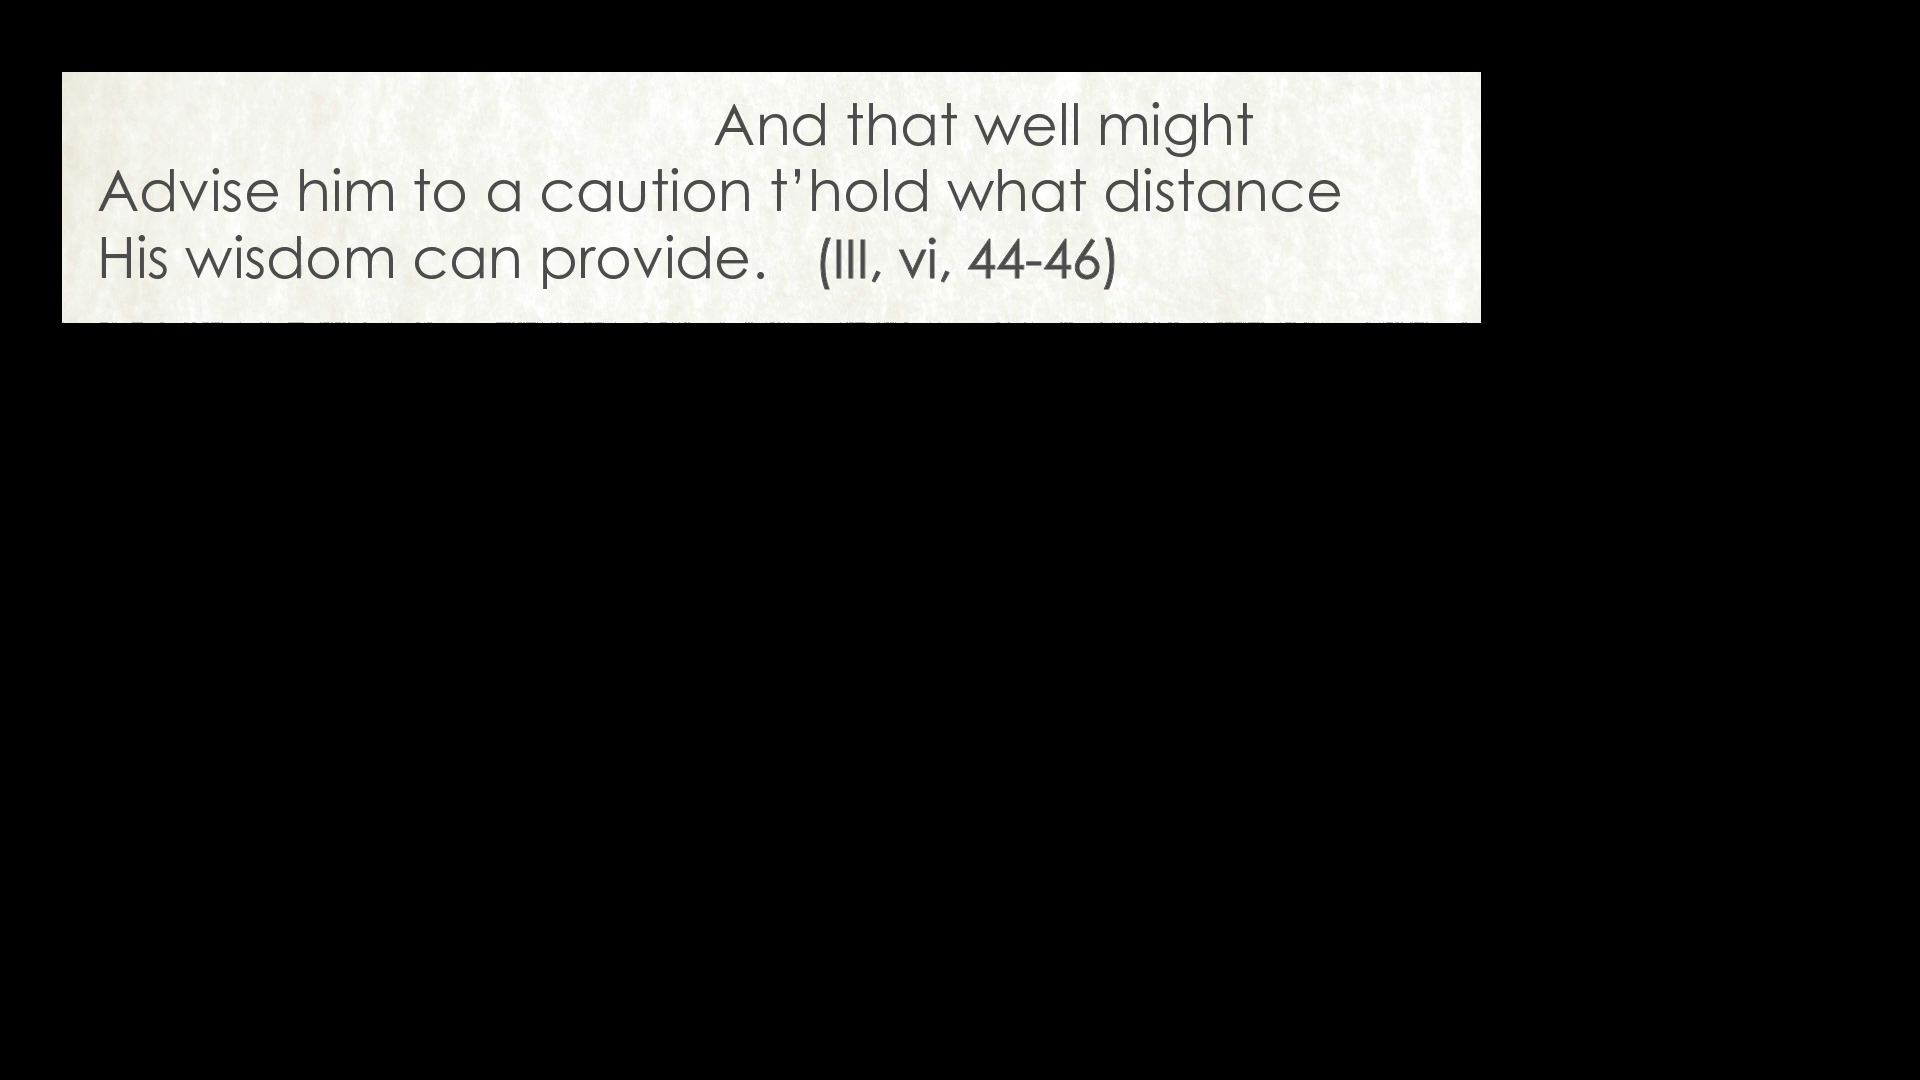 And that well might
Advise him to a caution t’hold what distance
His wisdom can provide. (III, vi, 44-46)